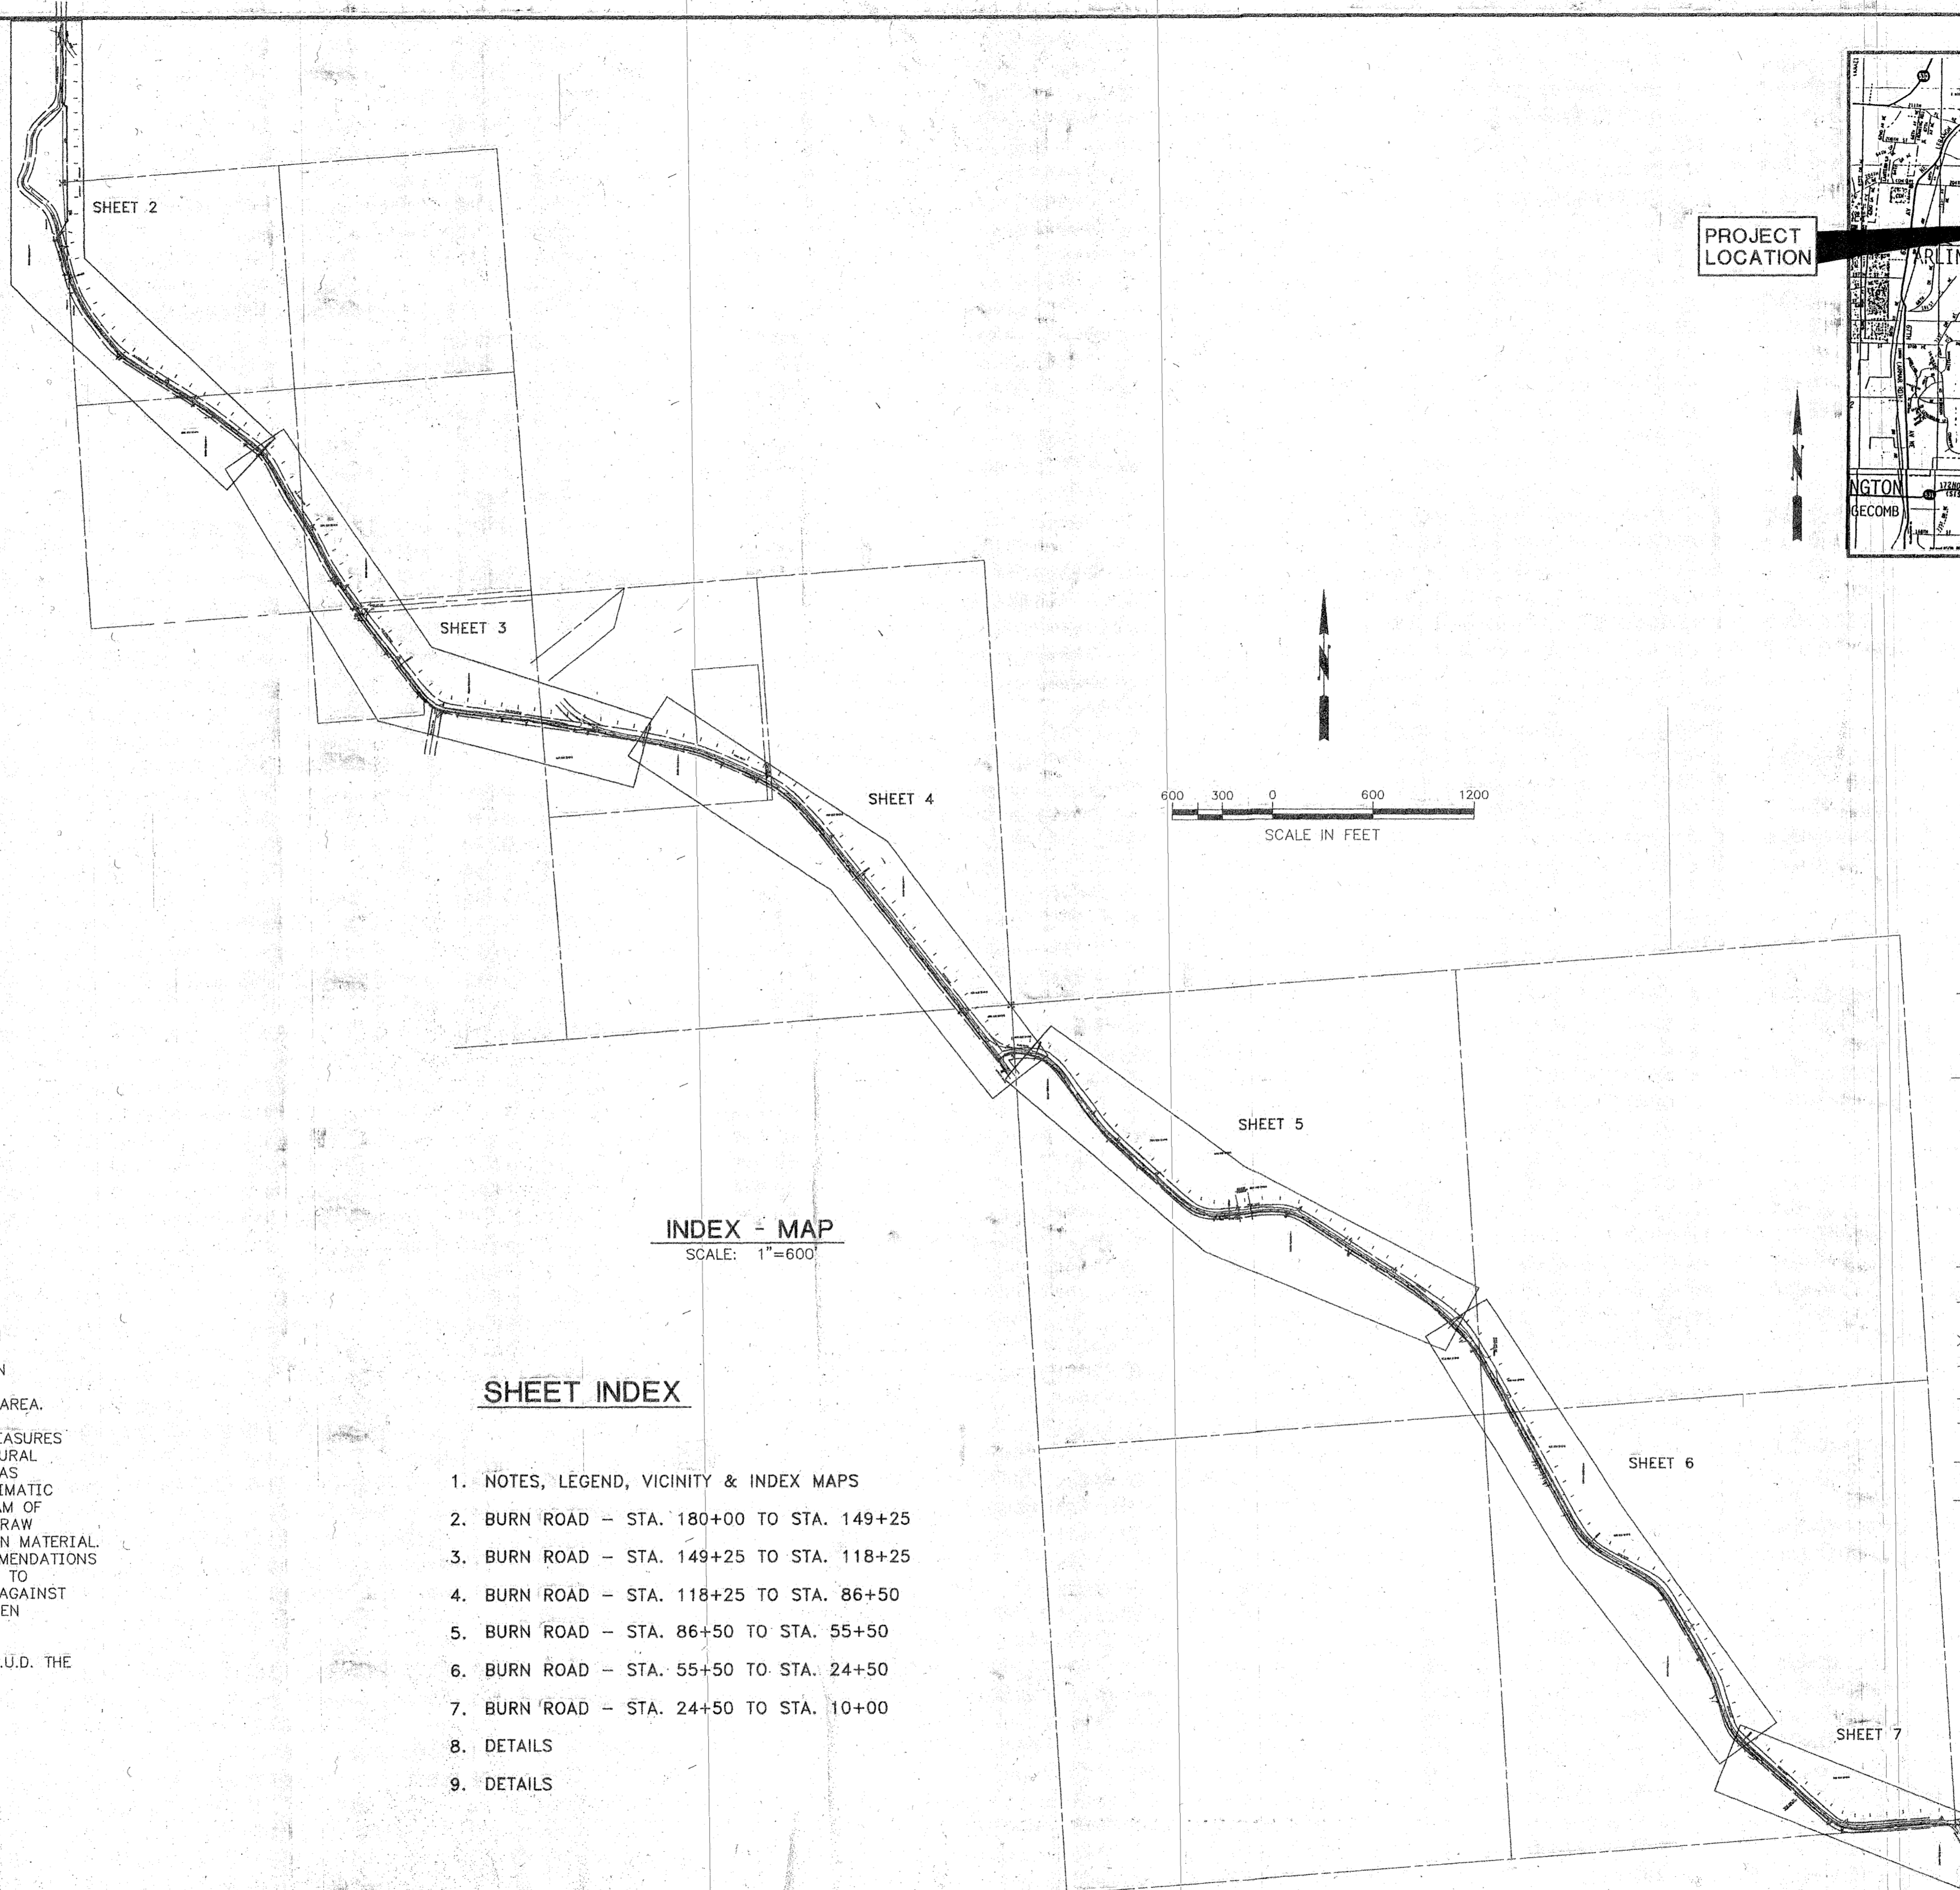 SHEET 2
PROJECT
LOCATION
530
ARLIN
NGTON
GECOMB
531
SHEET 3
N
N
SHEET 4
600 300 0 600 1200
SCALE IN FEET
SHEET 5
INDEX - MAP
SCALE: 1"=600'
SHEET 6
SHEET 7
N
AREA.
EASURES
URAL
AS
IMATIC
AM OF
RAW
N MATERIAL.
MENDATIONS
TO
AGAINST
EN
.U.D. THE
SHEET INDEX
1. NOTES, LEGEND, VICINITY & INDEX MAPS
2. BURN ROAD - STA. 180+00 TO STA. 149+25
3. BURN ROAD - STA. 149+25 TO STA. 118+25
4. BURN ROAD - STA. 118+25 TO STA. 86+50
5. BURN ROAD - STA. 86+50 TO STA. 55+50
6. BURN ROAD - STA. 55+50 TO STA. 24+50
7. BURN ROAD - STA. 24+50 TO STA. 10+00
8. DETAILS
9. DETAILS